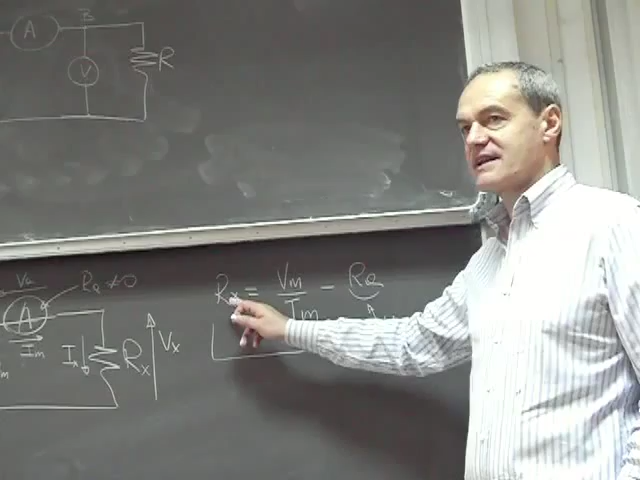 B
A
V
R
Va
Ra ≠ 0
A
Im
Ix
Rx
Vx
Rx = Vm / Im - Ra